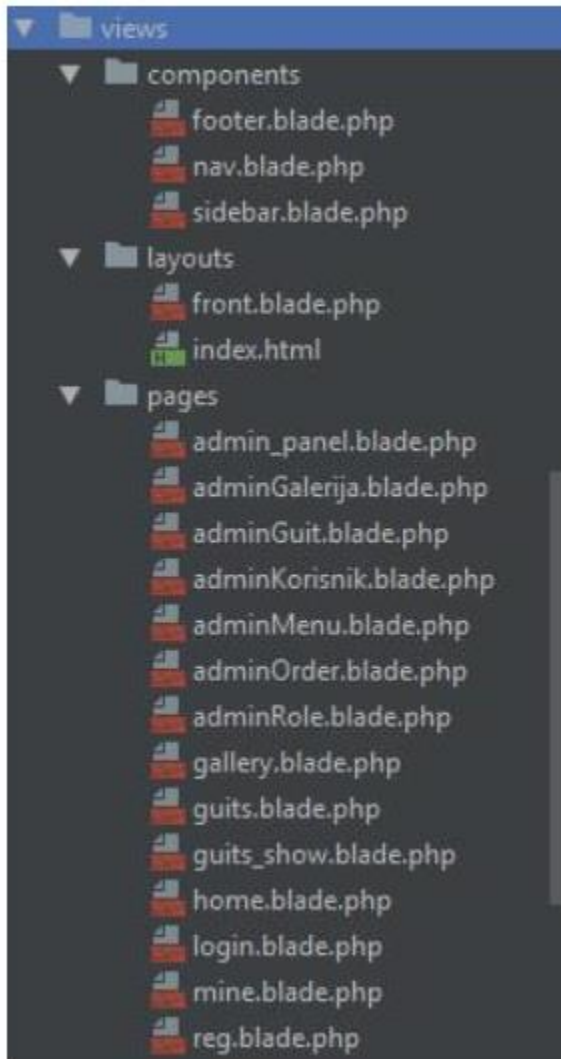 views
components
footer.blade.php
nav.blade.php
sidebar.blade.php
layouts
front.blade.php
index.html
pages
admin_panel.blade.php
adminGalerija.blade.php
adminGuit.blade.php
adminKorisnik.blade.php
adminMenu.blade.php
adminOrder.blade.php
adminRole.blade.php
gallery.blade.php
guits.blade.php
guits_show.blade.php
home.blade.php
login.blade.php
mine.blade.php
reg.blade.php